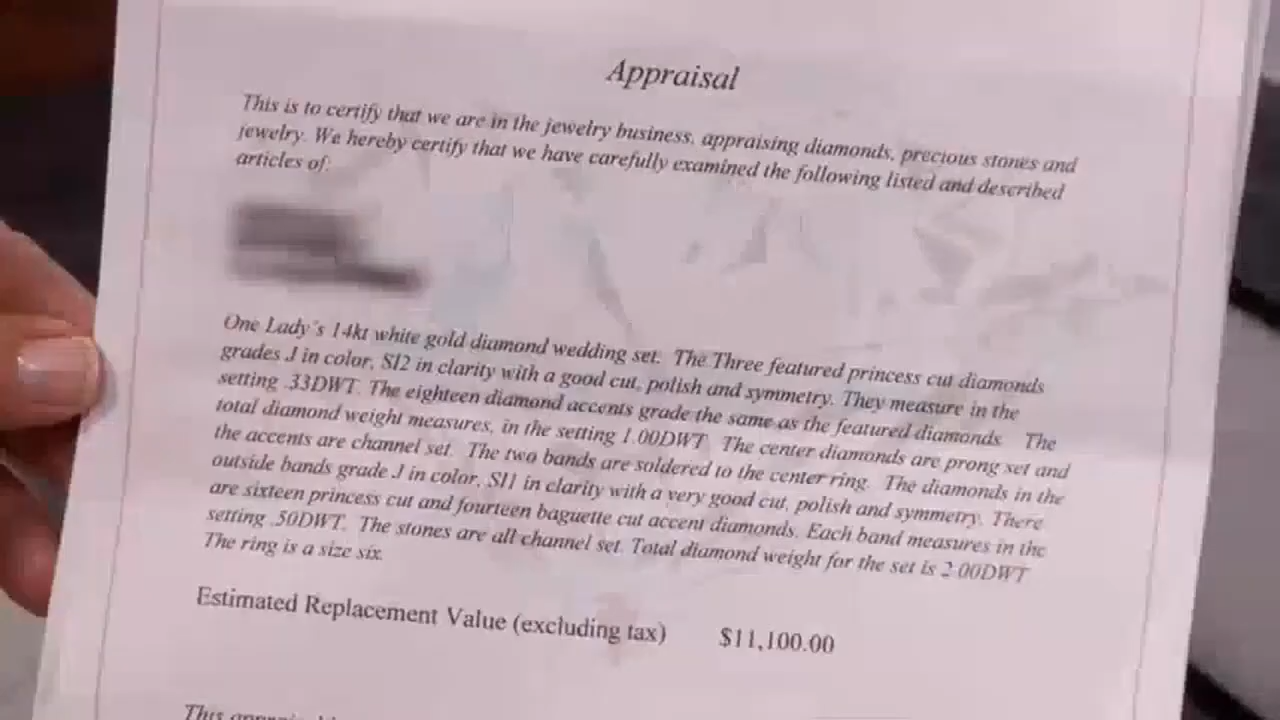 Appraisal
This is to certify that we are in the jewelry business, appraising diamonds, precious stones and
jewelry. We hereby certify that we have carefully examined the following listed and described
articles of:
One Lady's 14kt white gold diamond wedding set. The Three featured princess cut diamonds
grades J in color, SI2 in clarity with a good cut, polish and symmetry. They measure in the
setting .33DWT. The eighteen diamond accents grade the same as the featured diamonds. The
total diamond weight measures, in the setting 1.00DWT. The center diamonds are prong set and
the accents are channel set. The two bands are soldered to the center ring. The diamonds in the
outside bands grade J in color, SI1 in clarity with a very good cut, polish and symmetry. There
are sixteen princess cut and fourteen baguette cut accent diamonds. Each band measures in the
setting .50DWT. The stones are all channel set. Total diamond weight for the set is 2.00DWT
The ring is a size six.
Estimated Replacement Value (excluding tax) $11,100.00
This